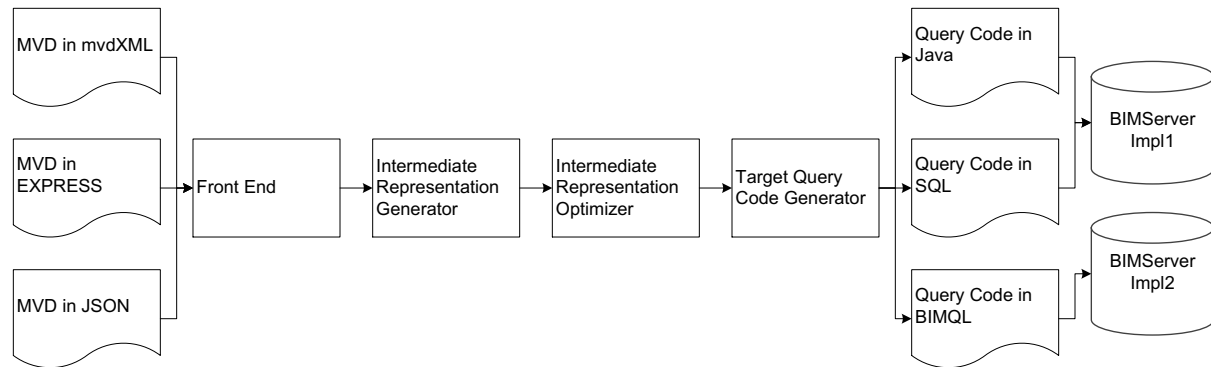 MVD in mvdXML
MVD in
EXPRESS
MVD in JSON
Front End
Intermediate
Representation
Generator
Intermediate
Representation
Optimizer
Target Query
Code Generator
Query Code in
Java
Query Code in
SQL
Query Code in
BIMQL
BIMServer
Impl1
BIMServer
Impl2